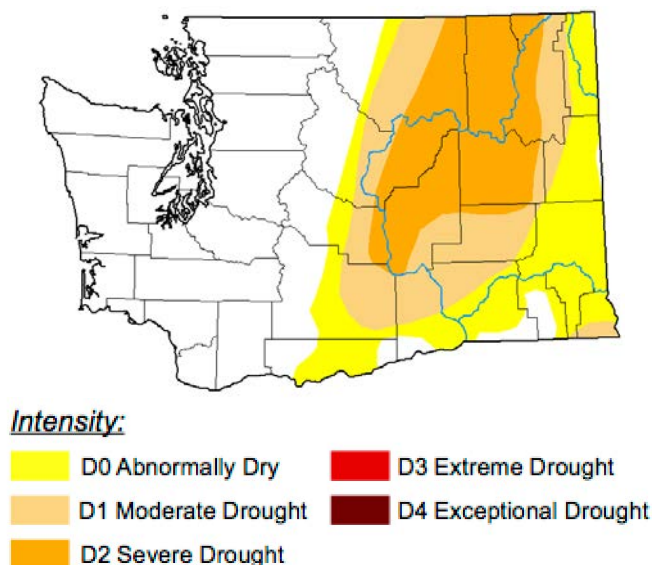 Intensity:
D0 Abnormally Dry
D3 Extreme Drought
D1 Moderate Drought
D4 Exceptional Drought
D2 Severe Drought